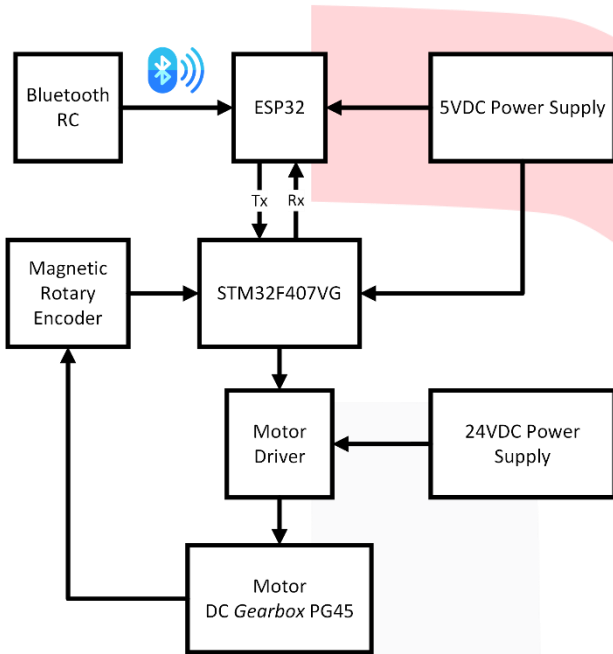 Bluetooth
RC
ESP32
5VDC Power Supply
Tx
Rx
Magnetic
Rotary
Encoder
STM32F407VG
Motor
Driver
24VDC Power
Supply
Motor
DC Gearbox PG45